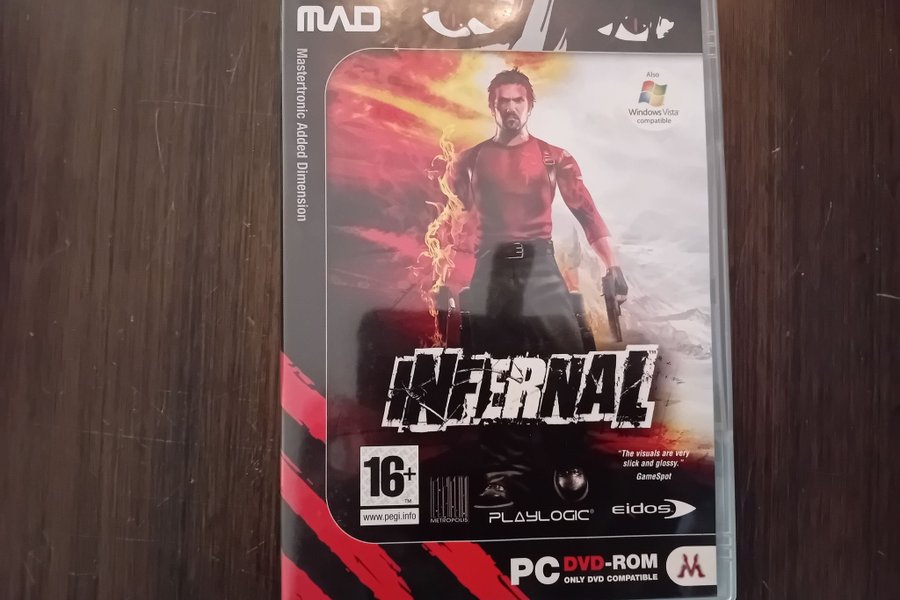 MAD
Mastertronic Added Dimension
Also
Windows Vista
compatible
INFERNAL
"The visuals are very
slick and glossy."
GameSpot
16+
TM
www.pegi.info
METROPOLIS
PLAYLOGIC®
eidos
PC DVD-ROM
ONLY DVD COMPATIBLE
M